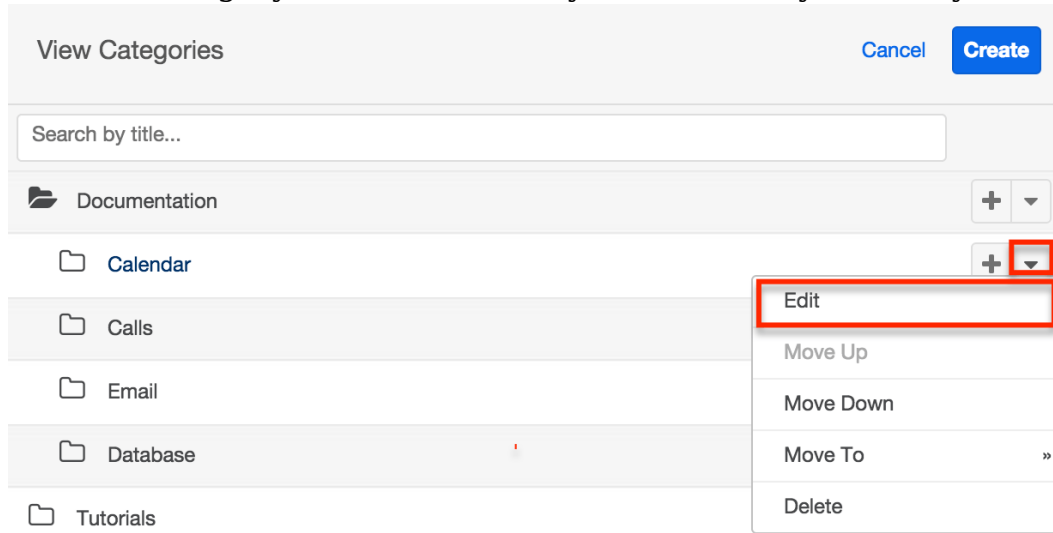 View Categories Cancel Create
Search by title...
Documentation
Calendar
Edit
Calls
Move Up
Email
Move Down
Database
Move To »
Delete
Tutorials